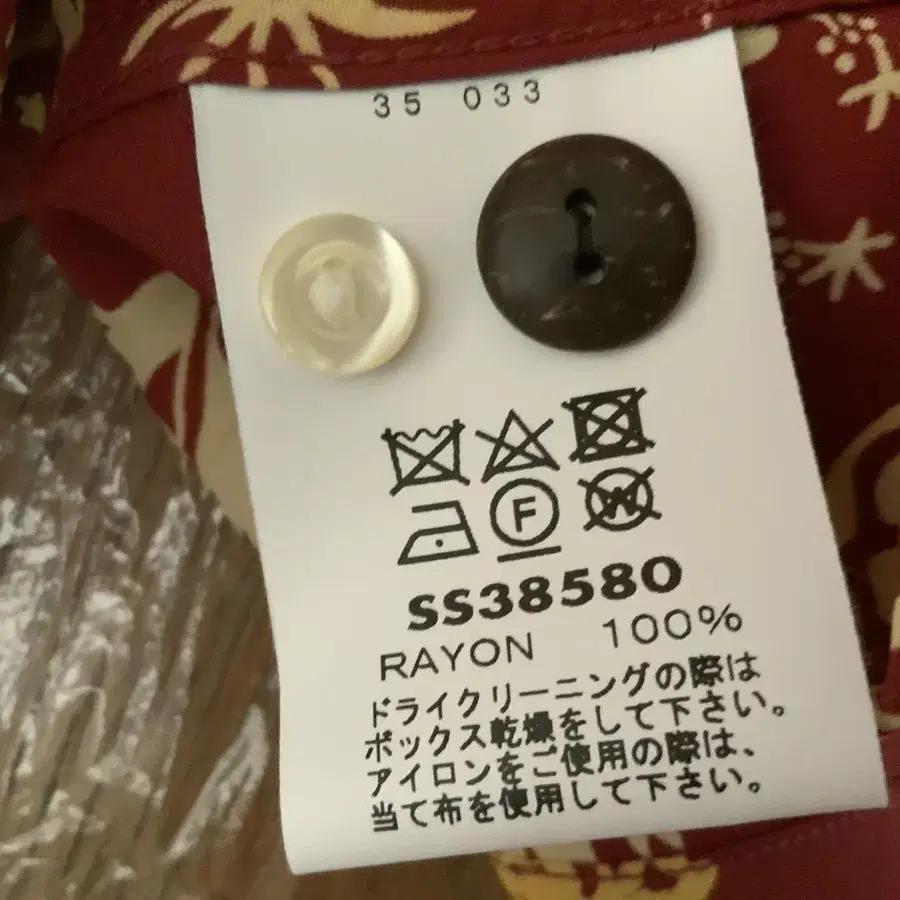 35 033
F
W
SS38580
RAYON 100%
ドライクリーニングの際は
ボックス乾燥をして下さい。
アイロンをご使用の際は、
当て布を使用して下さい。